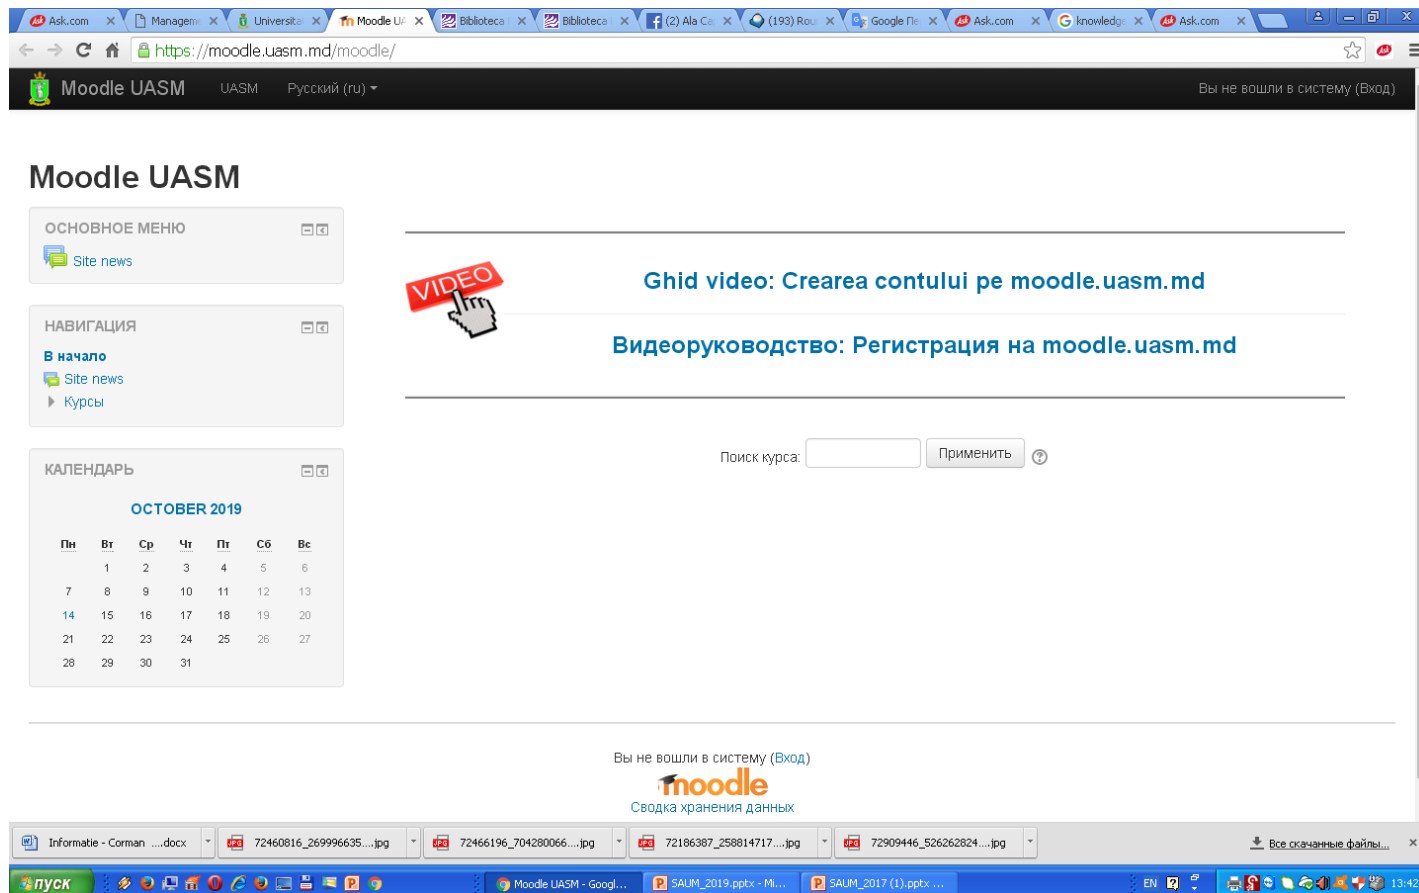 Ask.com
Managem
Universita
Moodle UA
Biblioteca
Biblioteca
(2) Ala Ca
(193) Rou
Google Пе
Ask.com
knowledge
Ask.com
https://moodle.uasm.md/moodle/
Moodle UASM UASM Русский (ru) Вы не вошли в систему (Вход)
Moodle UASM
ОСНОВНОЕ МЕНЮ
Site news
НАВИГАЦИЯ
В начало
Site news
Курсы
КАЛЕНДАРЬ
OCTOBER 2019
Пн Вт Ср Чт Пт Сб Вс
1 2 3 4 5 6
7 8 9 10 11 12 13
14 15 16 17 18 19 20
21 22 23 24 25 26 27
28 29 30 31
VIDEO
Ghid video: Crearea contului pe moodle.uasm.md
Видеоруководство: Регистрация на moodle.uasm.md
Поиск курса: Применить
Вы не вошли в систему (Вход)
moodle
Сводка хранения данных
Informatie - Corman ....docx 72460816_269996635....jpg 72466196_704280066....jpg 72186387_258814717....jpg 72909446_526262824....jpg Все скачанные файлы...
пуск Moodle UASM - Googl... SAUM_2019.pptx - Mi... SAUM_2017 (1).pptx ... EN 13:42